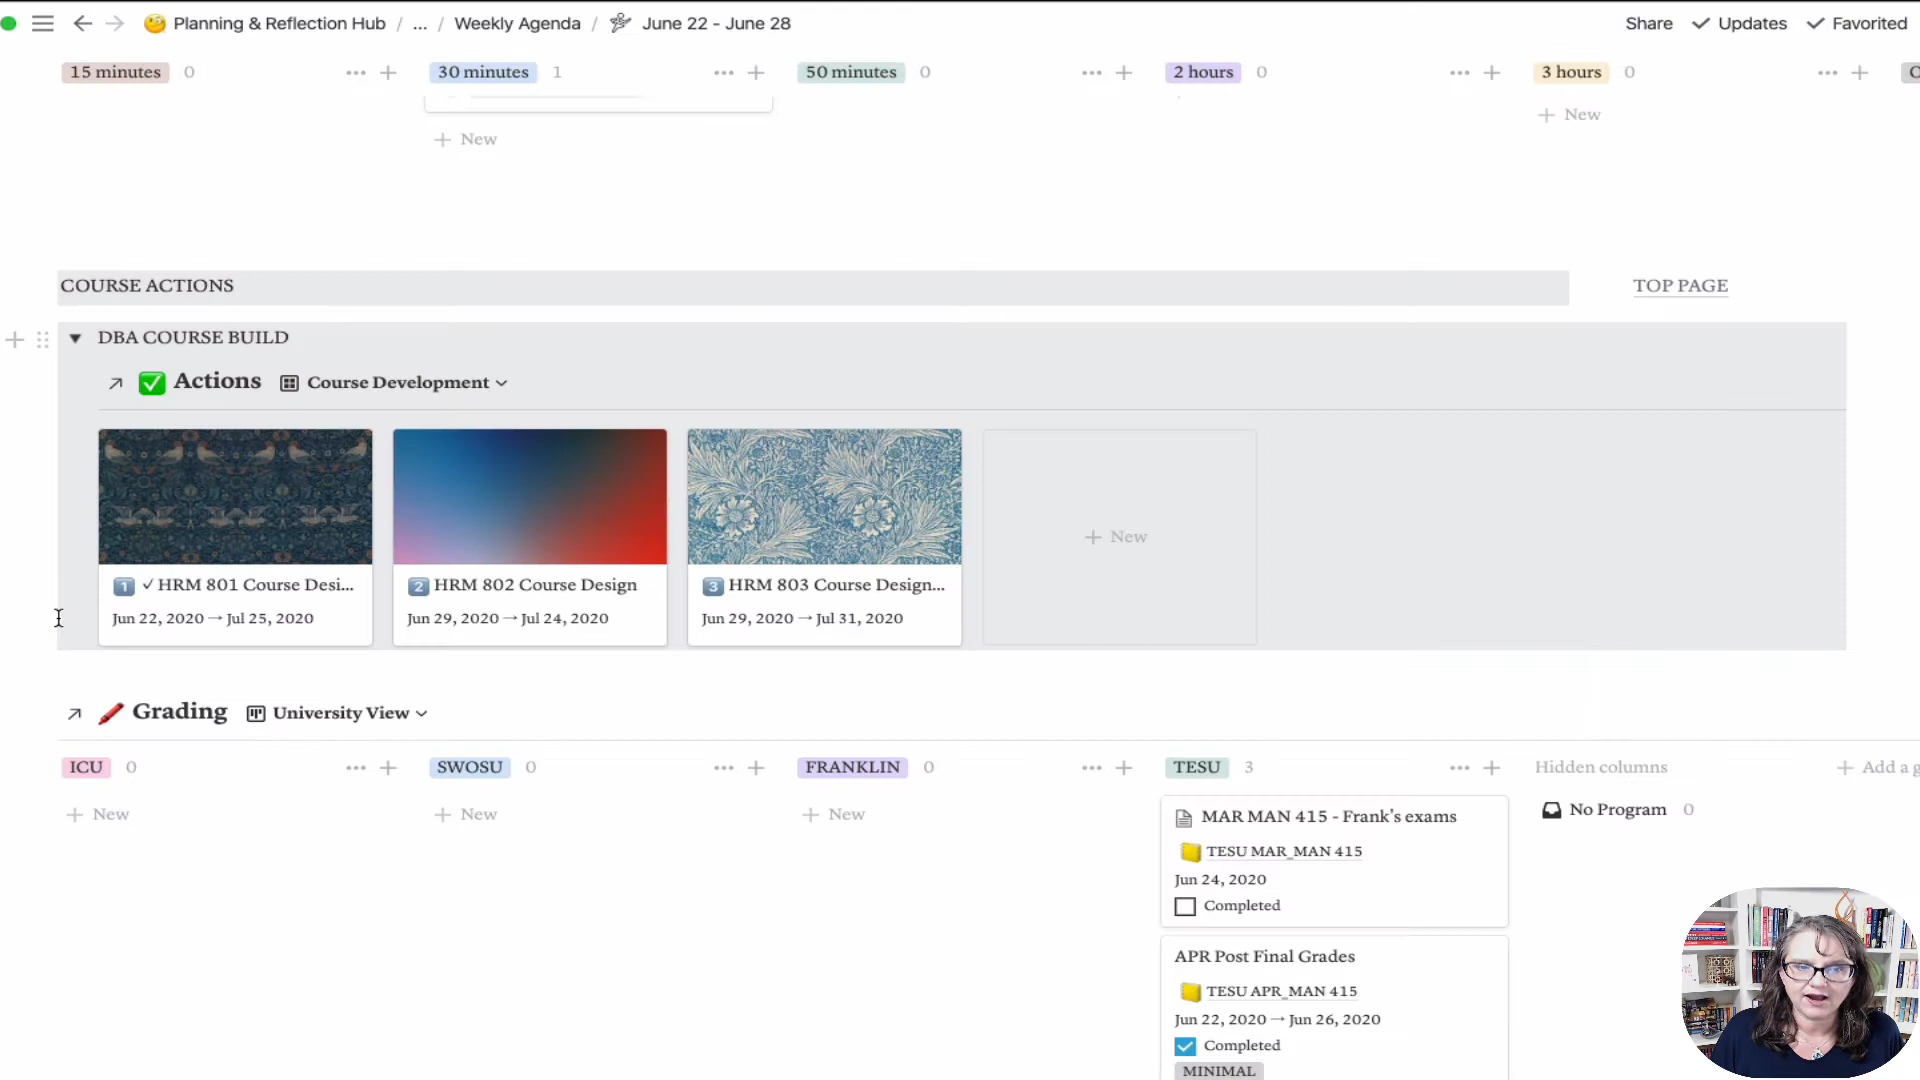 Planning & Reflection Hub / ... / Weekly Agenda / June 22 - June 28 Share Updates Favorited
15 minutes 0 30 minutes 1 50 minutes 0 2 hours 0 3 hours 0
New
New
COURSE ACTIONS TOP PAGE
DBA COURSE BUILD
Actions Course Development
New
1 ✓ HRM 801 Course Desi... 2 HRM 802 Course Design 3 HRM 803 Course Design...
Jun 22, 2020 → Jul 25, 2020 Jun 29, 2020 → Jul 24, 2020 Jun 29, 2020 → Jul 31, 2020
Grading University View
ICU 0 SWOSU 0 FRANKLIN 0 TESU 3 Hidden columns Add a g
New New New
No Program 0
MAR MAN 415 - Frank's exams
TESU MAR_MAN 415
Jun 24, 2020
Completed
APR Post Final Grades
TESU APR_MAN 415
Jun 22, 2020 → Jun 26, 2020
Completed
MINIMAL